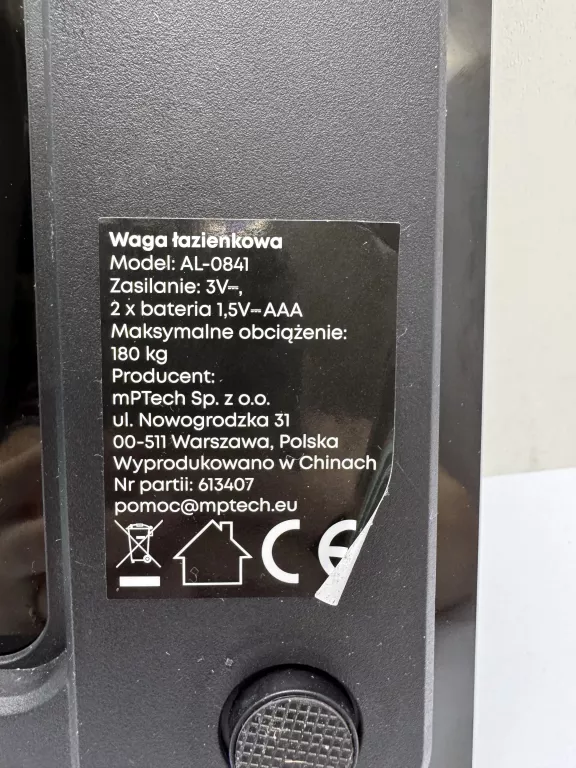 Waga łazienkowa
Model: AL-0841
Zasilanie: 3V⎓,
2 x bateria 1,5V⎓AAA
Maksymalne obciążenie:
180 kg
Producent:
mPTech Sp. z o.o.
ul. Nowogrodzka 31
00-511 Warszawa, Polska
Wyprodukowano w Chinach
Nr partii: 613407
pomoc@mptech.eu
CE